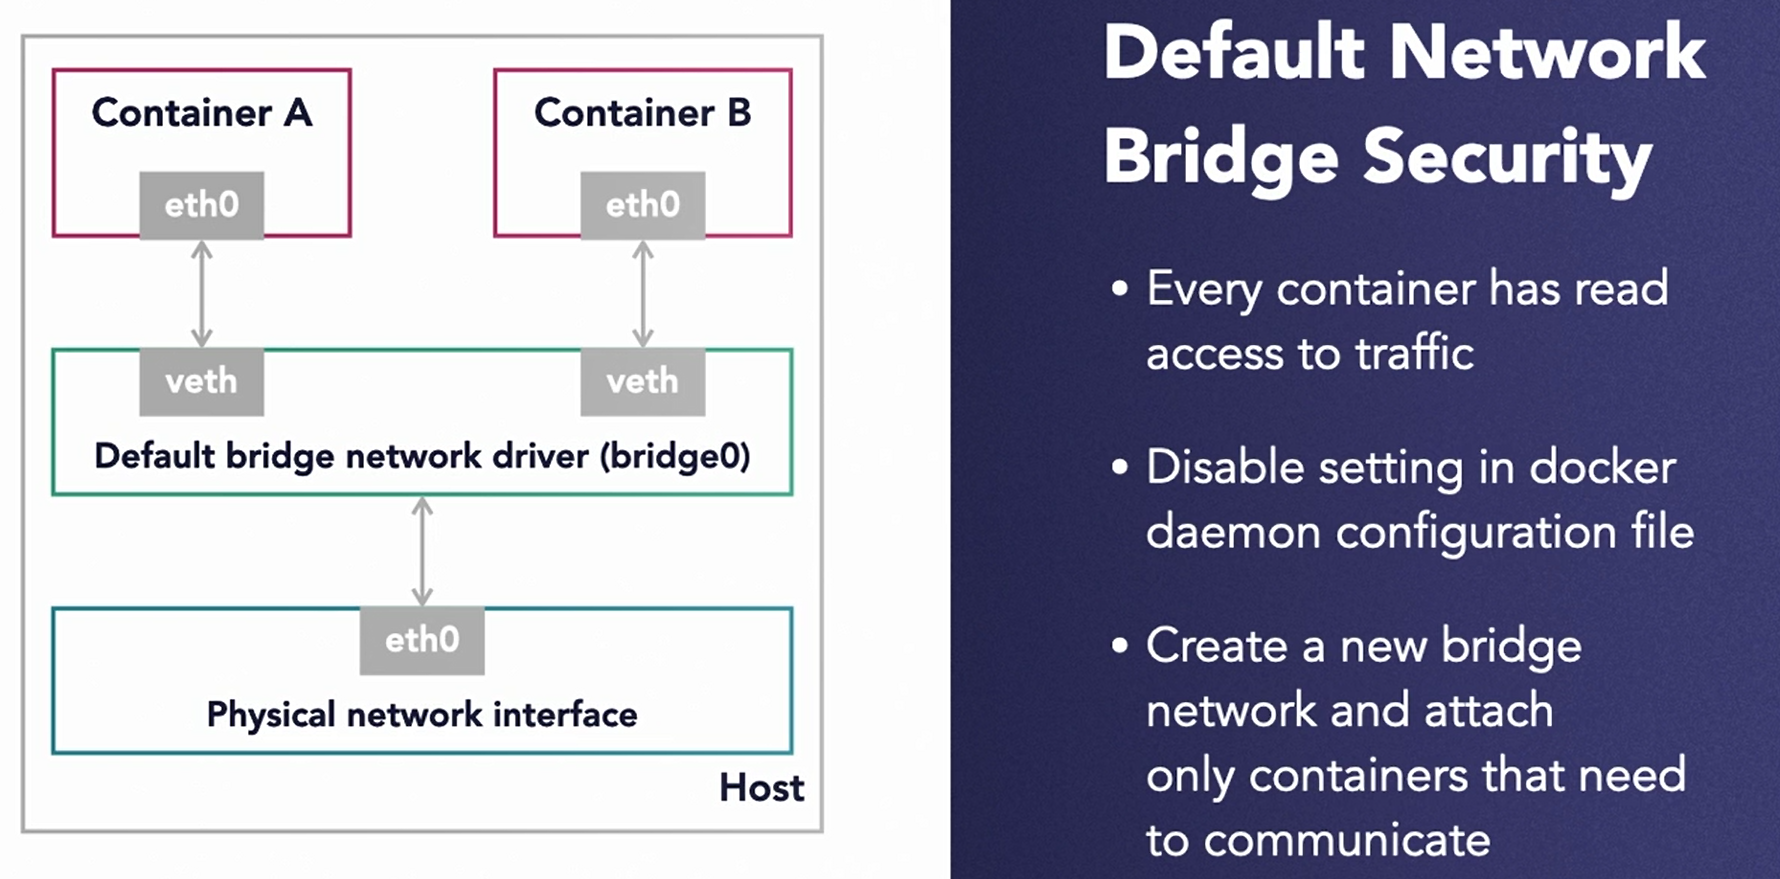 Container A
eth0
Container B
eth0
veth
veth
Default bridge network driver (bridge0)
eth0
Physical network interface
Host
Default Network
Bridge Security
• Every container has read
access to traffic
• Disable setting in docker
daemon configuration file
• Create a new bridge
network and attach
only containers that need
to communicate